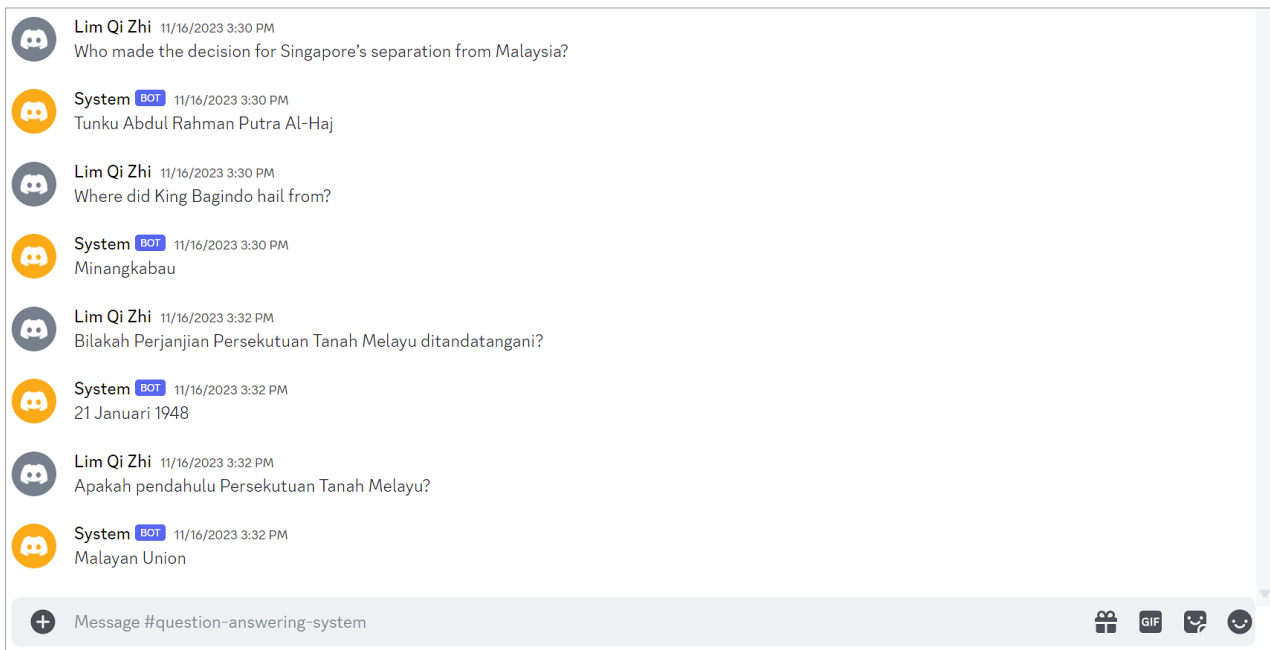 Lim Qi Zhi 11/16/2023 3:30 PM
Who made the decision for Singapore's separation from Malaysia?
System BOT 11/16/2023 3:30 PM
Tunku Abdul Rahman Putra Al-Haj
Lim Qi Zhi 11/16/2023 3:30 PM
Where did King Bagindo hail from?
System BOT 11/16/2023 3:30 PM
Minangkabau
Lim Qi Zhi 11/16/2023 3:32 PM
Bilakah Perjanjian Persekutuan Tanah Melayu ditandatangani?
System BOT 11/16/2023 3:32 PM
21 Januari 1948
Lim Qi Zhi 11/16/2023 3:32 PM
Apakah pendahulu Persekutuan Tanah Melayu?
System BOT 11/16/2023 3:32 PM
Malayan Union
Message #question-answering-system GIF